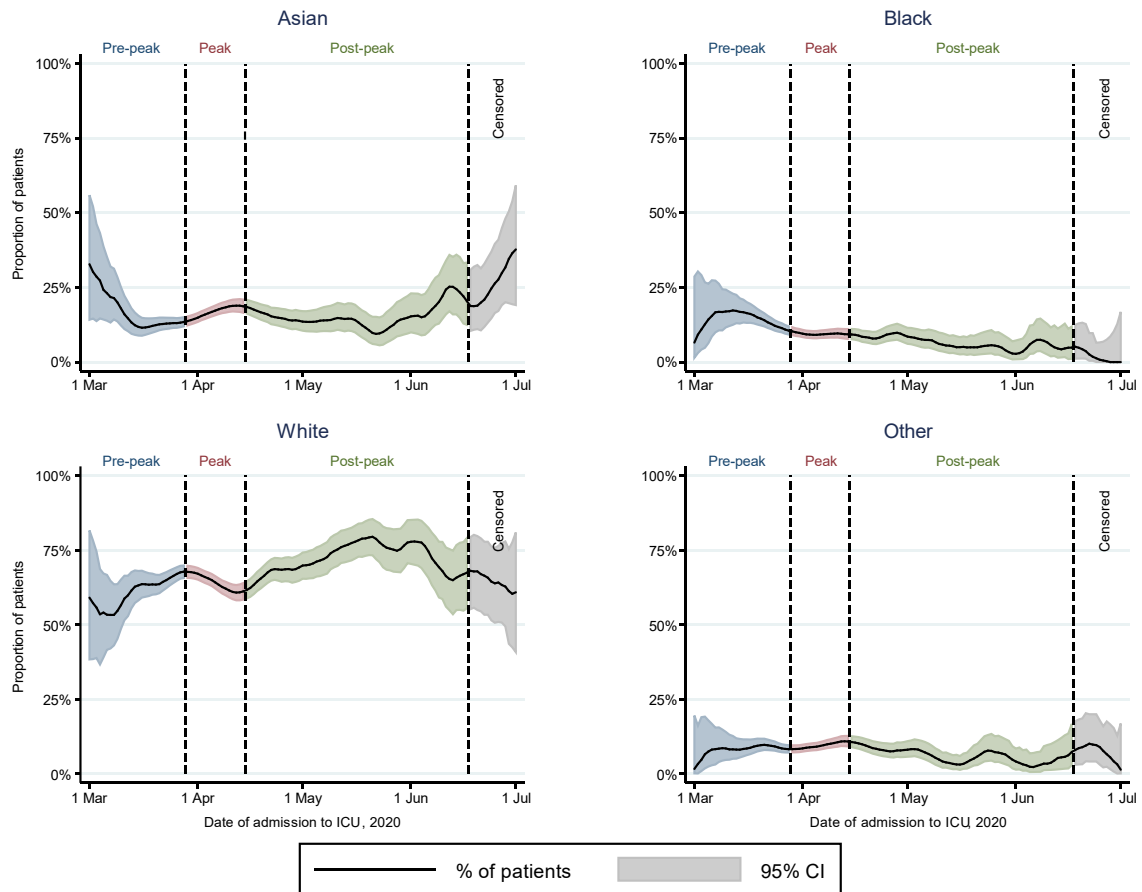 Asian
Pre-peak Peak Post-peak
Censored
100%
75%
50%
25%
0%
Proportion of patients
1 Mar 1 Apr 1 May 1 Jun 1 Jul
Black
Pre-peak Peak Post-peak
Censored
100%
75%
50%
25%
0%
1 Mar 1 Apr 1 May 1 Jun 1 Jul
White
Pre-peak Peak Post-peak
Censored
100%
75%
50%
25%
0%
Proportion of patients
1 Mar 1 Apr 1 May 1 Jun 1 Jul
Date of admission to ICU, 2020
Other
Pre-peak Peak Post-peak
Censored
100%
75%
50%
25%
0%
1 Mar 1 Apr 1 May 1 Jun 1 Jul
Date of admission to ICU, 2020
% of patients 95% CI